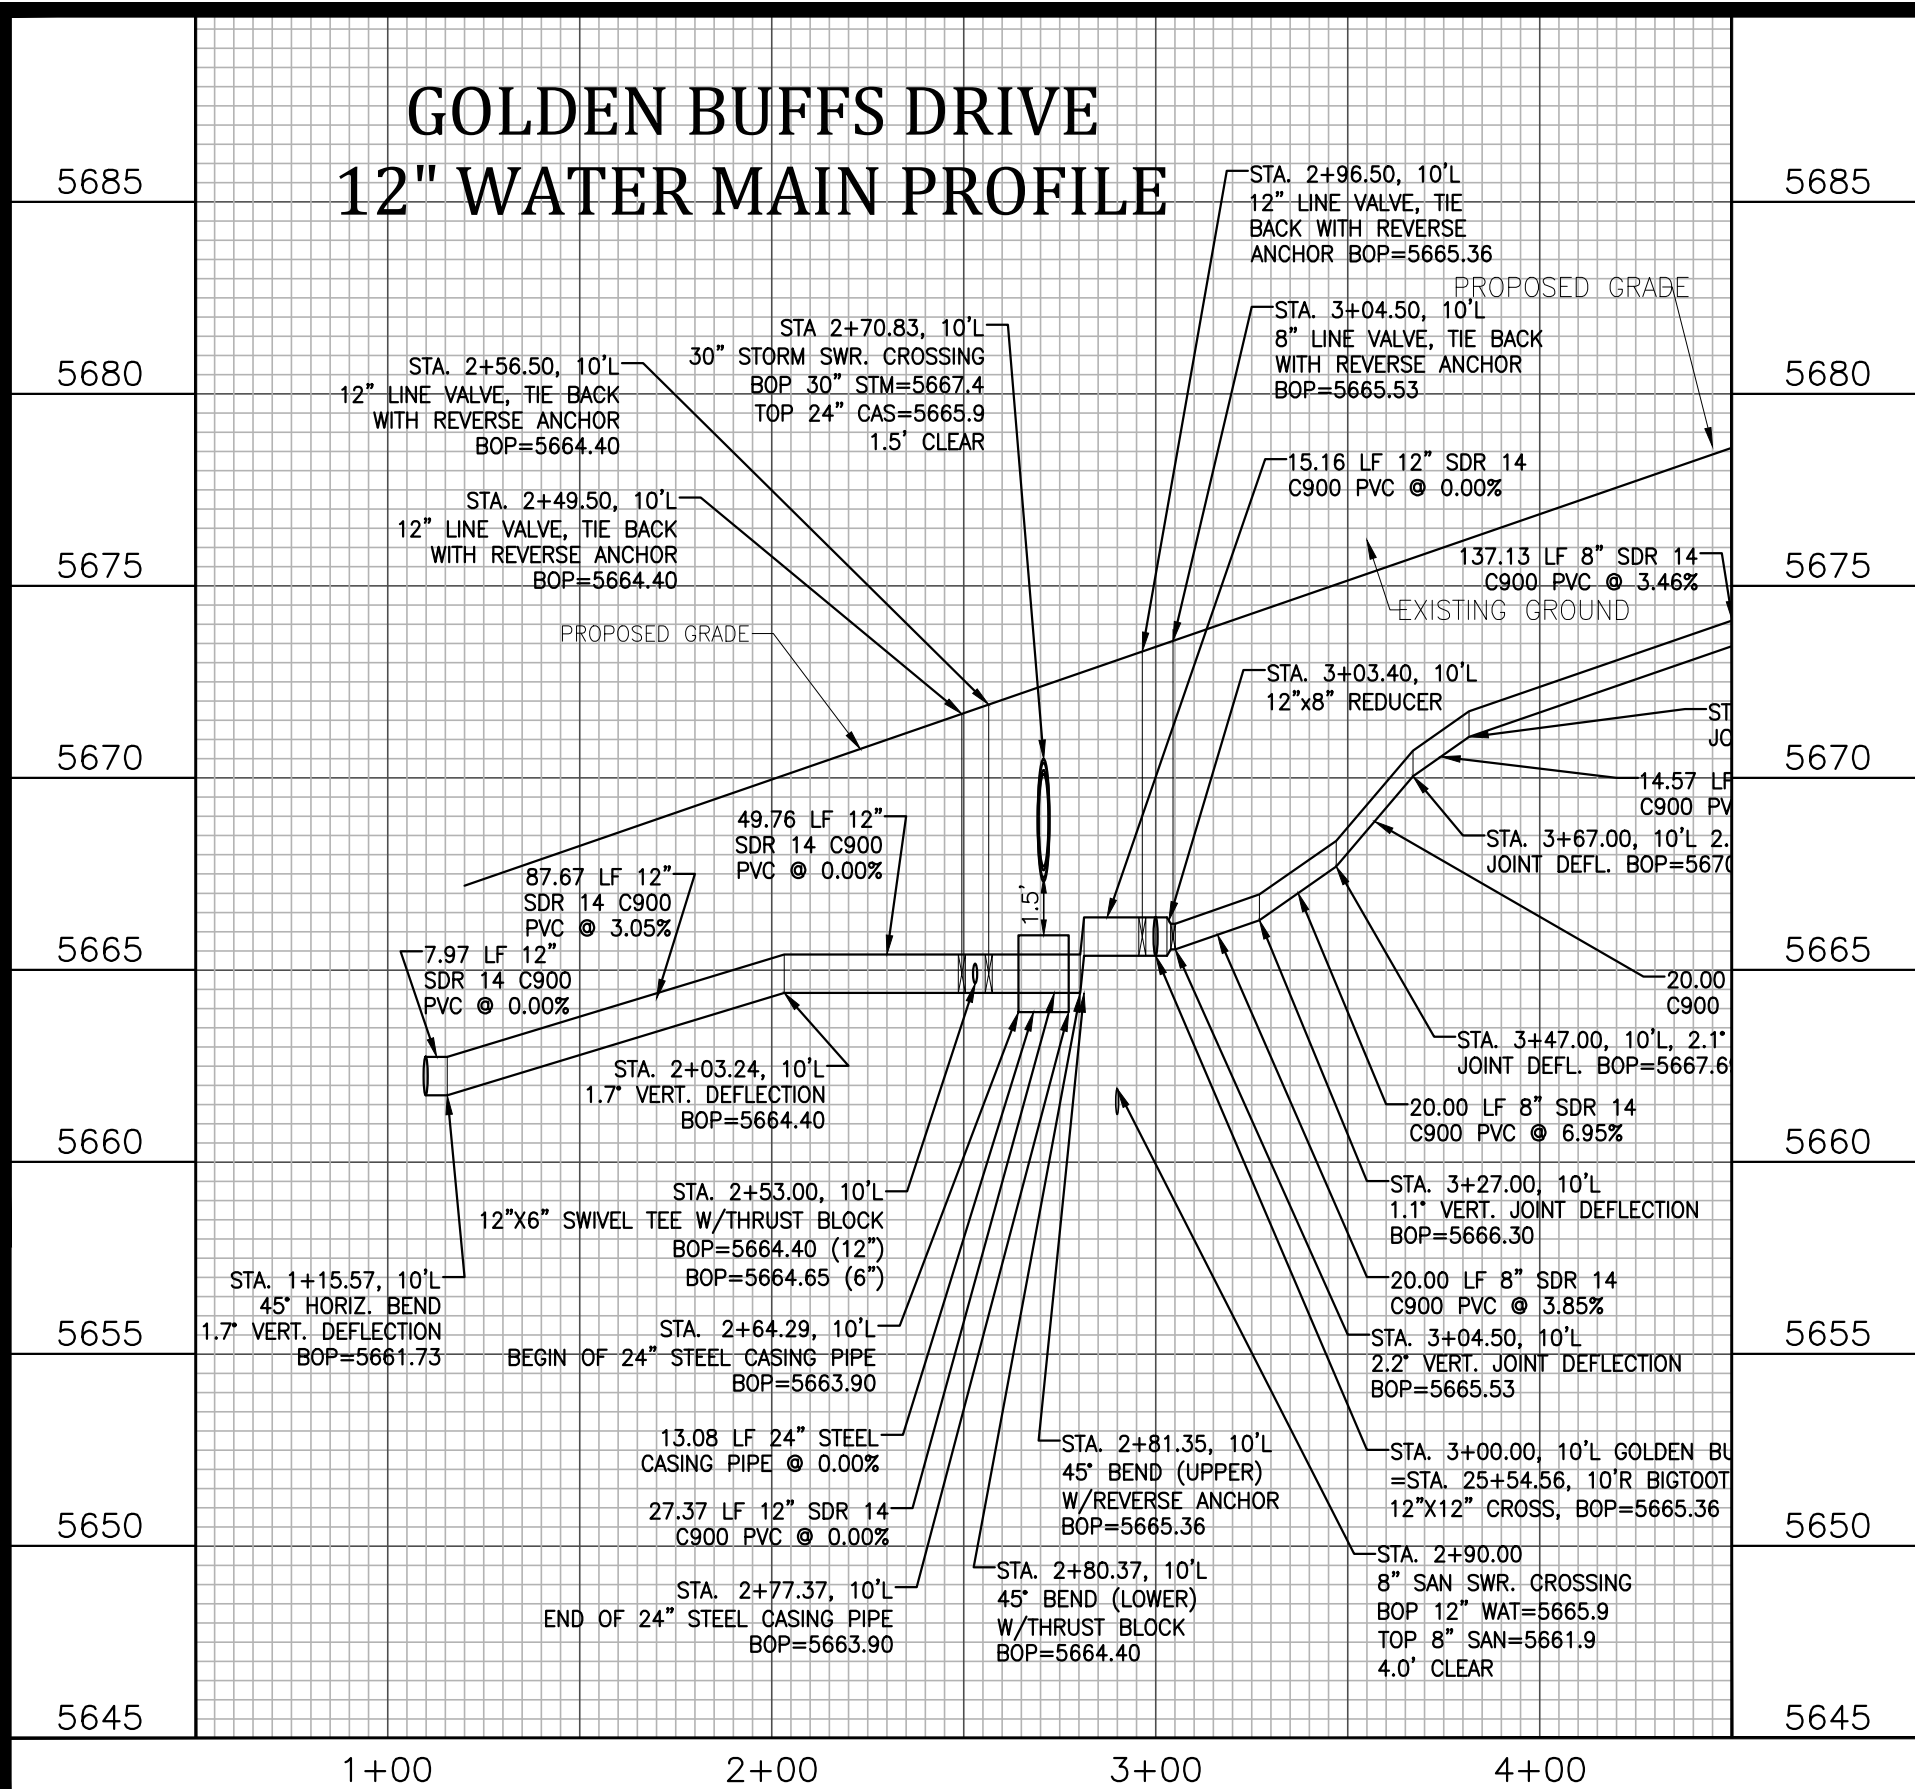 GOLDEN BUFFS DRIVE
12" WATER MAIN PROFILE
5685
5680
5675
5670
5665
5660
5655
5650
5645
5685
5680
5675
5670
5665
5660
5655
5650
5645
1+00
2+00
3+00
4+00
STA. 2+96.50, 10'L
12" LINE VALVE, TIE
BACK WITH REVERSE
ANCHOR BOP=5665.36
PROPOSED GRADE
STA. 3+04.50, 10'L
8" LINE VALVE, TIE BACK
WITH REVERSE ANCHOR
BOP=5665.53
STA 2+70.83, 10'L
30" STORM SWR. CROSSING
BOP 30" STM=5667.4
TOP 24" CAS=5665.9
1.5' CLEAR
STA. 2+56.50, 10'L
12" LINE VALVE, TIE BACK
WITH REVERSE ANCHOR
BOP=5664.40
STA. 2+49.50, 10'L
12" LINE VALVE, TIE BACK
WITH REVERSE ANCHOR
BOP=5664.40
15.16 LF 12" SDR 14
C900 PVC @ 0.00%
137.13 LF 8" SDR 14
C900 PVC @ 3.46%
EXISTING GROUND
PROPOSED GRADE
STA. 3+03.40, 10'L
12"x8" REDUCER
ST
JO
14.57 LF
C900 PV
49.76 LF 12"
SDR 14 C900
PVC @ 0.00%
STA. 3+67.00, 10'L 2.
JOINT DEFL. BOP=5670
87.67 LF 12"
SDR 14 C900
PVC @ 3.05%
1.5'
7.97 LF 12"
SDR 14 C900
PVC @ 0.00%
20.00
C900
STA. 3+47.00, 10'L, 2.1°
JOINT DEFL. BOP=5667.6
STA. 2+03.24, 10'L
1.7° VERT. DEFLECTION
BOP=5664.40
20.00 LF 8" SDR 14
C900 PVC @ 6.95%
STA. 2+53.00, 10'L
12"X6" SWIVEL TEE W/THRUST BLOCK
BOP=5664.40 (12")
BOP=5664.65 (6")
STA. 3+27.00, 10'L
1.1° VERT. JOINT DEFLECTION
BOP=5666.30
STA. 1+15.57, 10'L
45° HORIZ. BEND
1.7° VERT. DEFLECTION
BOP=5661.73
20.00 LF 8" SDR 14
C900 PVC @ 3.85%
STA. 2+64.29, 10'L
BEGIN OF 24" STEEL CASING PIPE
BOP=5663.90
STA. 3+04.50, 10'L
2.2° VERT. JOINT DEFLECTION
BOP=5665.53
13.08 LF 24" STEEL
CASING PIPE @ 0.00%
STA. 2+81.35, 10'L
45° BEND (UPPER)
W/REVERSE ANCHOR
BOP=5665.36
STA. 3+00.00, 10'L GOLDEN BU
=STA. 25+54.56, 10'R BIGTOOT
12"X12" CROSS, BOP=5665.36
27.37 LF 12" SDR 14
C900 PVC @ 0.00%
STA. 2+77.37, 10'L
END OF 24" STEEL CASING PIPE
BOP=5663.90
STA. 2+80.37, 10'L
45° BEND (LOWER)
W/THRUST BLOCK
BOP=5664.40
STA. 2+90.00
8" SAN SWR. CROSSING
BOP 12" WAT=5665.9
TOP 8" SAN=5661.9
4.0' CLEAR